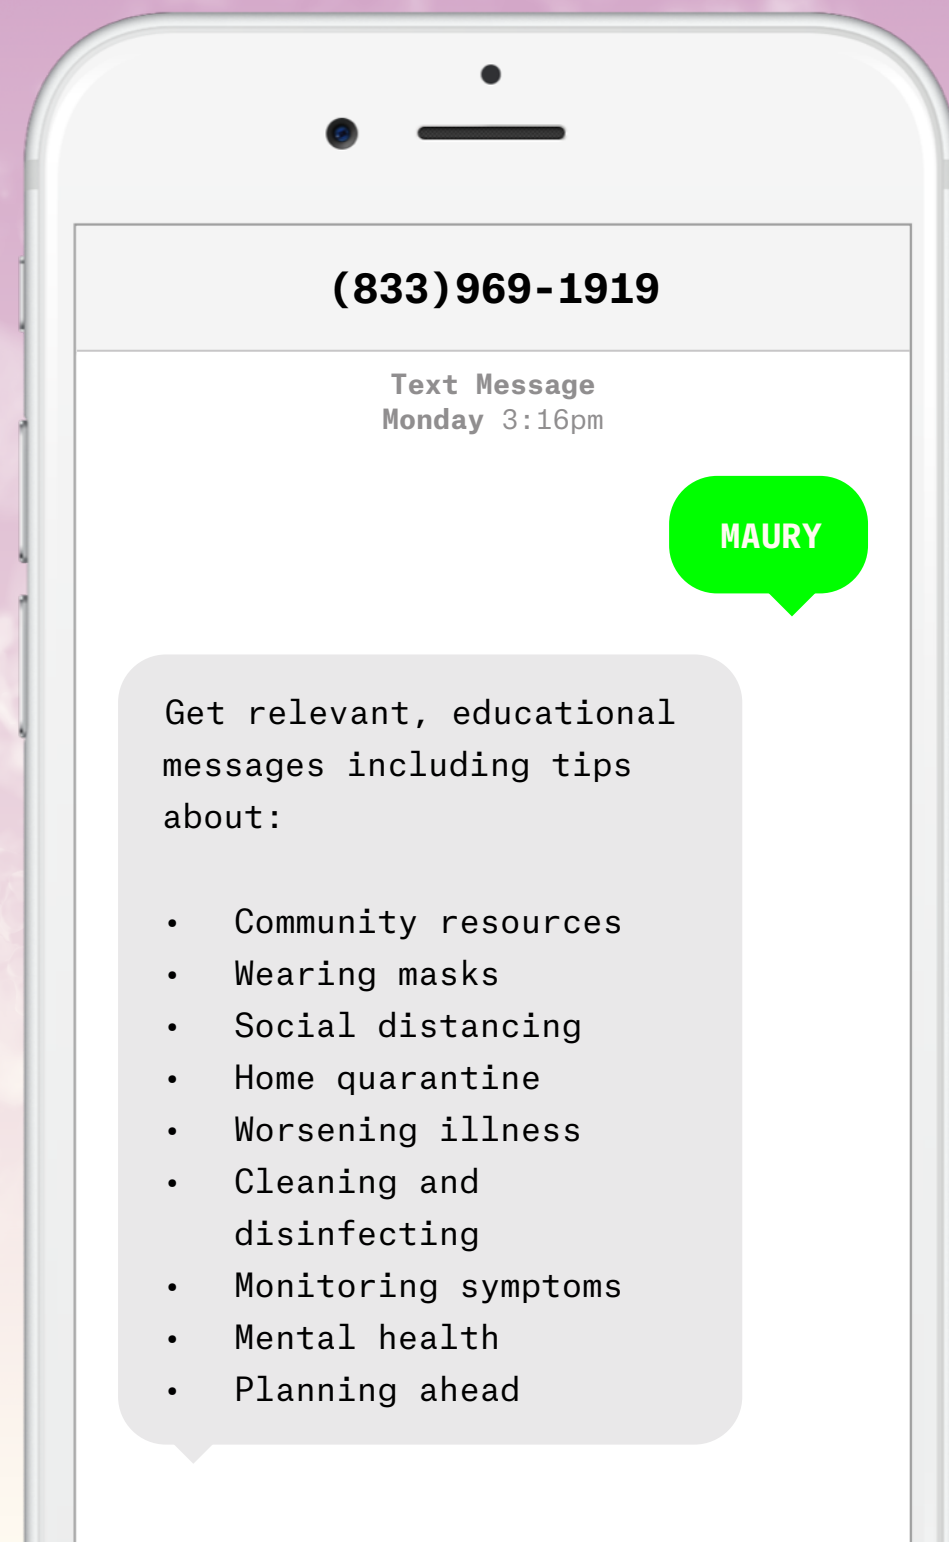 (833)969-1919
Text Message
Monday 3:16pm
MAURY
Get relevant, educational
messages including tips
about:
• Community resources
• Wearing masks
• Social distancing
• Home quarantine
• Worsening illness
• Cleaning and
disinfecting
• Monitoring symptoms
• Mental health
• Planning ahead